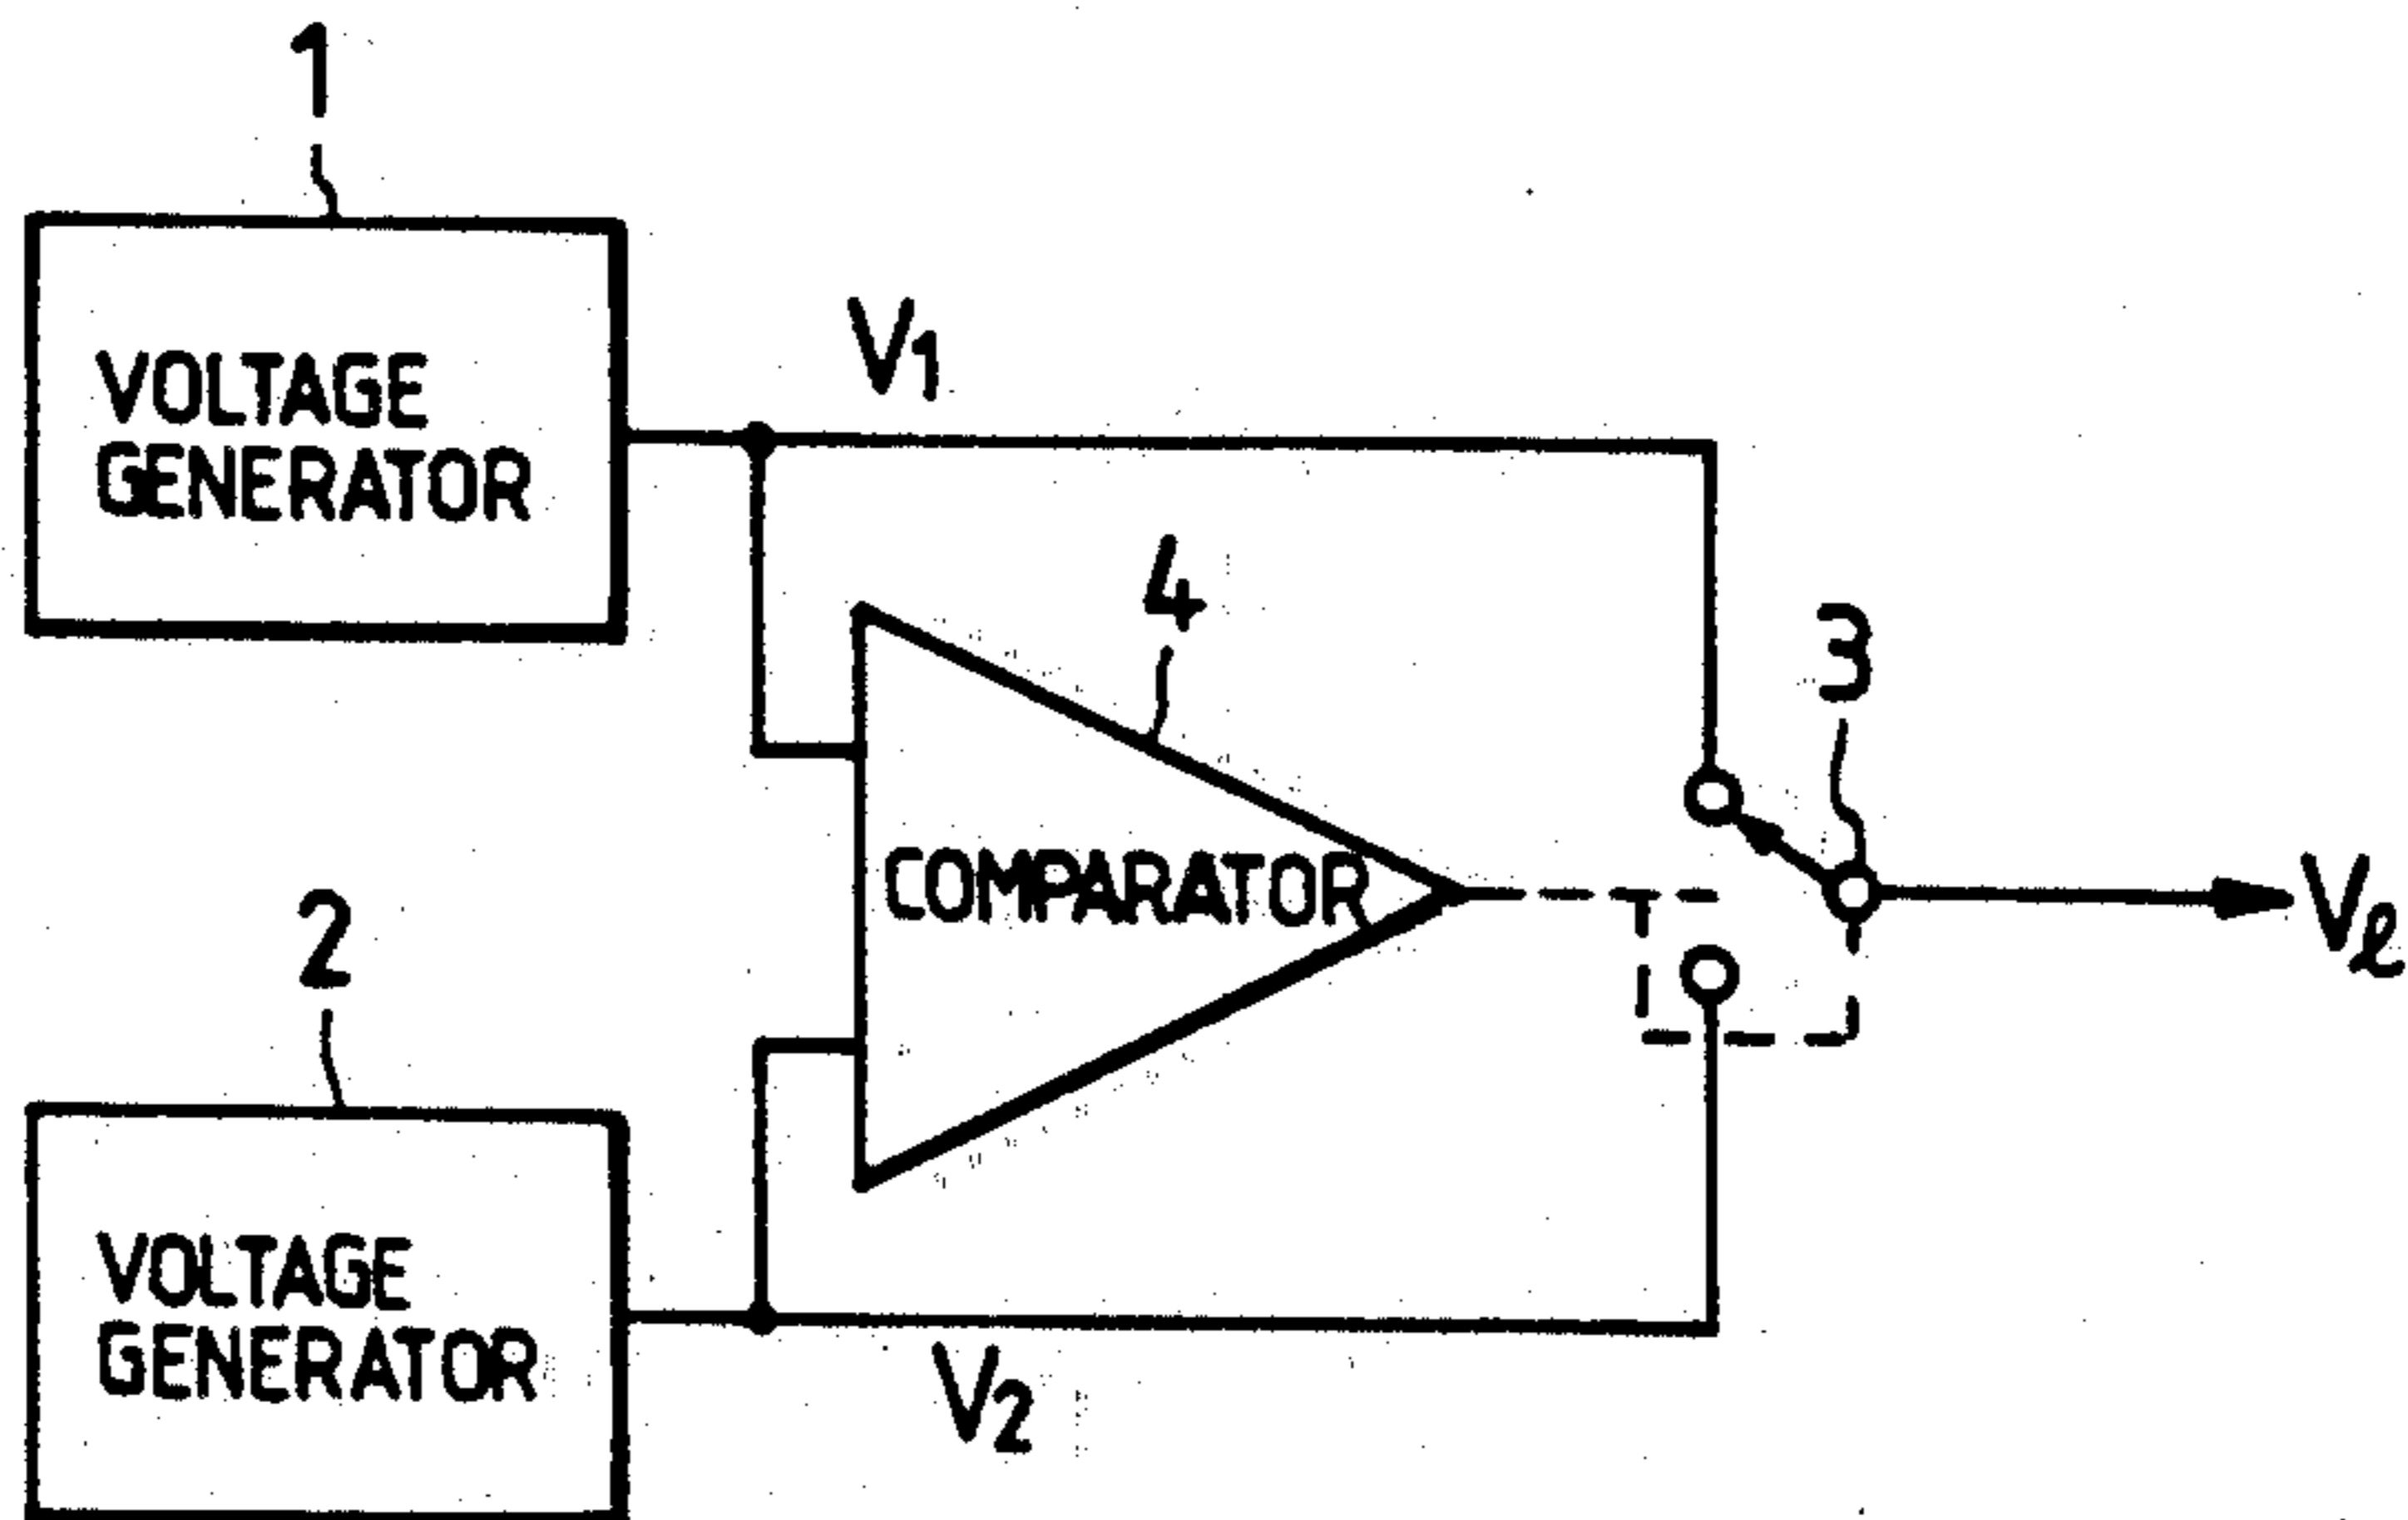 1
VOLTAGE
GENERATOR
V1
4
3
COMPARATOR
Vℓ
2
VOLTAGE
GENERATOR
V2